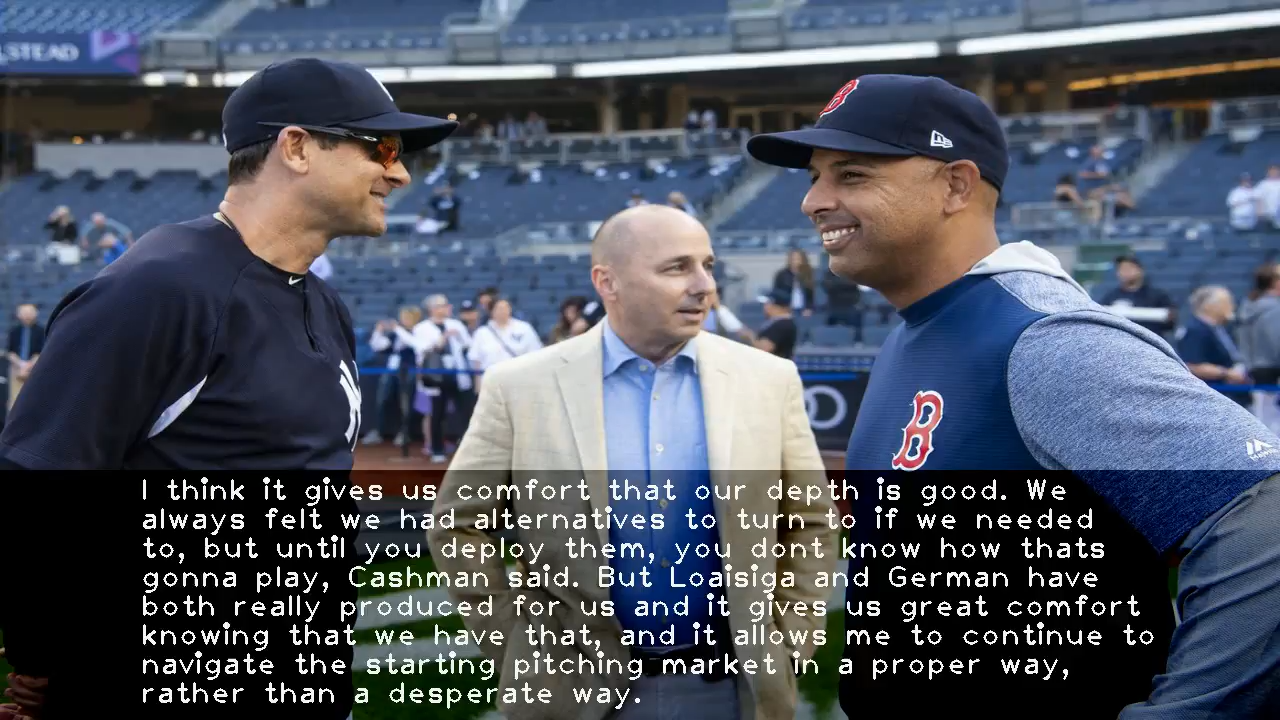 LSTEAD
B
B
I think it gives us comfort that our depth is good. We
always felt we had alternatives to turn to if we needed
to, but until you deploy them, you dont know how thats
gonna play, Cashman said. But Loaisiga and German have
both really produced for us and it gives us great comfort
knowing that we have that, and it allows me to continue to
navigate the starting pitching market in a proper way,
rather than a desperate way.